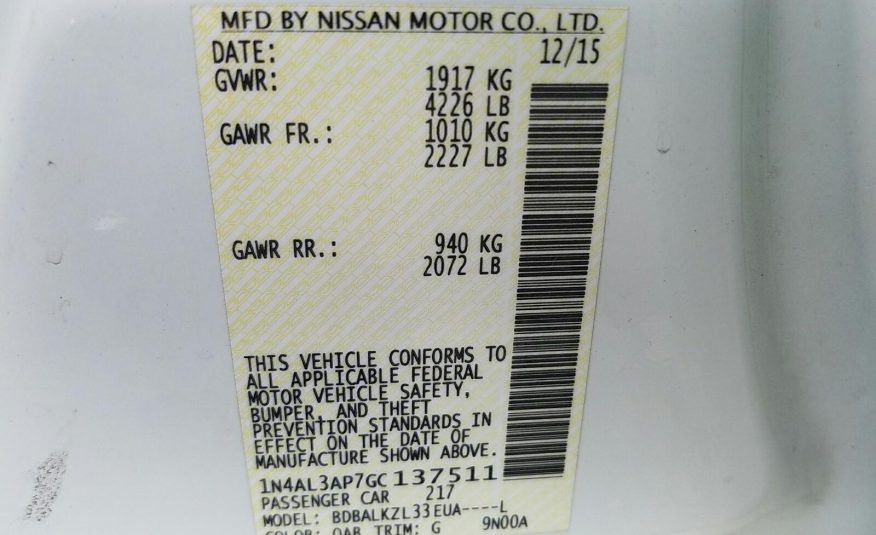 MFD BY NISSAN MOTOR CO., LTD.
DATE: 12/15
GVWR: 1917 KG
4226 LB
GAWR FR.: 1010 KG
2227 LB
GAWR RR.: 940 KG
2072 LB
THIS VEHICLE CONFORMS TO
ALL APPLICABLE FEDERAL
MOTOR VEHICLE SAFETY,
BUMPER, AND THEFT
PREVENTION STANDARDS IN
EFFECT ON THE DATE OF
MANUFACTURE SHOWN ABOVE.
1N4AL3AP7GC137511
PASSENGER CAR 217
MODEL: BDBALKZL33EUA----L
COLOR: QAB TRIM: G 9N00A